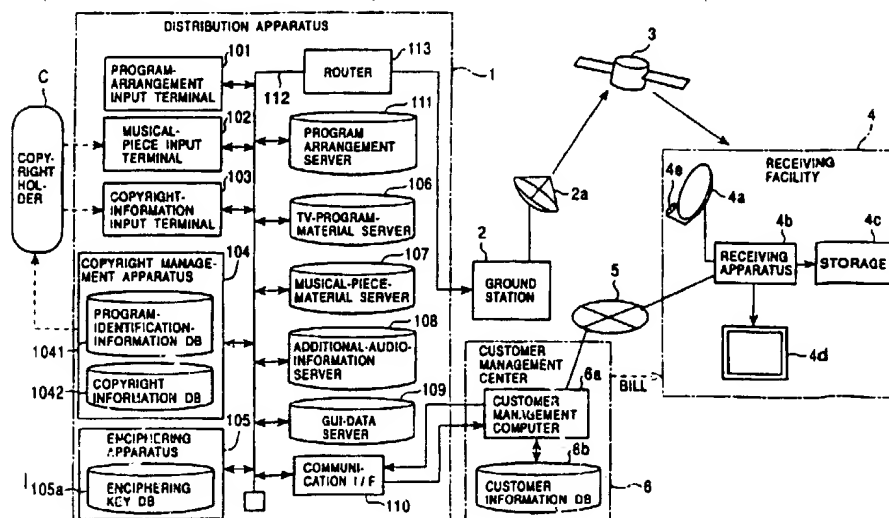 DISTRIBUTION APPARATUS
C
COPY-
RIGHT
HOL-
DER
101
PROGRAM-
ARRANGEMENT
INPUT TERMINAL
102
MUSICAL-
PIECE INPUT
TERMINAL
103
COPYRIGHT-
INFORMATION
INPUT TERMINAL
104
COPYRIGHT MANAGE-
MENT APPARATUS
PROGRAM-
IDENTIFICATION-
INFORMATION DB
1041
1042
COPYRIGHT
INFORMATION DB
105
ENCIPHERING
APPARATUS
105a
ENCIPHERING
KEY DB
113
ROUTER
112
1
111
PROGRAM
ARRANGEMENT
SERVER
106
TV-PROGRAM-
MATERIAL SERVER
107
MUSICAL-PIECE-
MATERIAL SERVER
108
ADDITIONAL-AUDIO-
INFORMATION
SERVER
109
GUI-DATA
SERVER
COMMUNI-
CATION I/F
110
3
2a
2
GROUND
STATION
4
RECEIVING
FACILITY
4e
4a
4b
RECEIVING
APPARATUS
4c
STORAGE
4d
5
CUSTOMER
MANAGEMENT
CENTER
6a
BILL
CUSTOMER
MANAGEMENT
COMPUTER
6b
CUSTOMER
INFORMATION DB
6